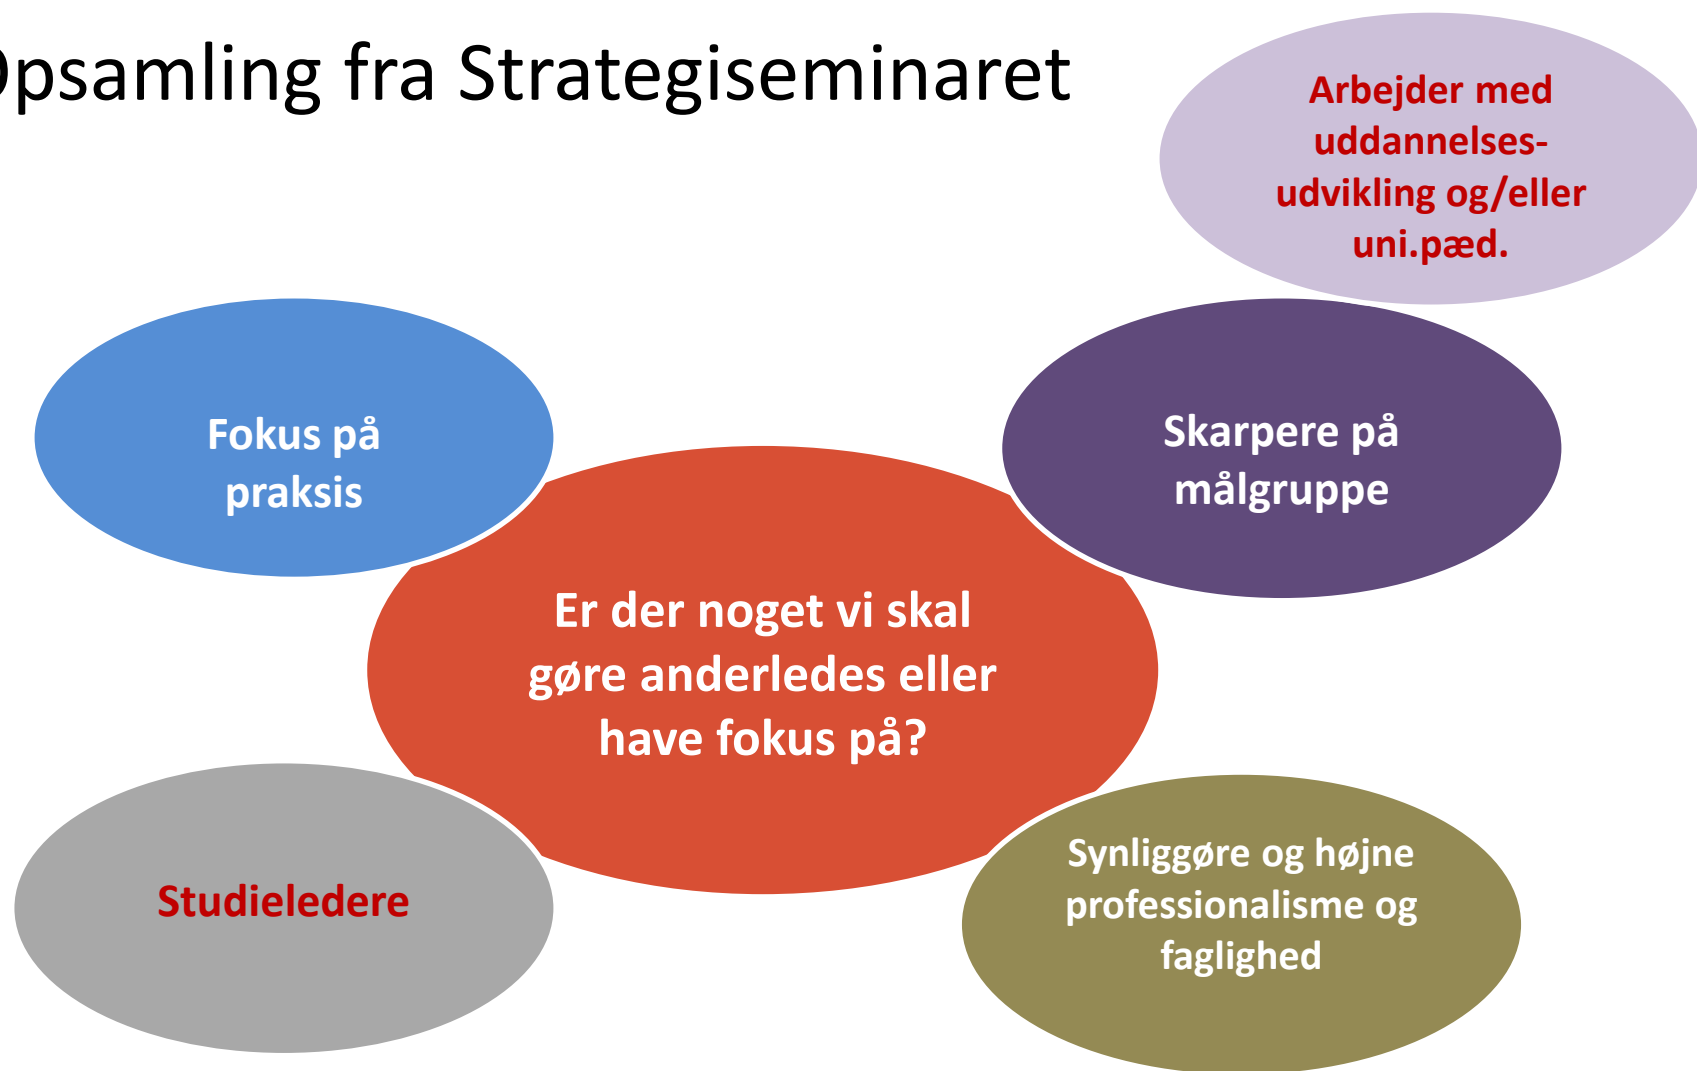 Opsamling fra Strategiseminaret
Arbejder med
uddannelses-
udvikling og/eller
uni.pæd.
Fokus på
praksis
Skarpere på
målgruppe
Er der noget vi skal
gøre anderledes eller
have fokus på?
Studieledere
Synliggøre og højne
professionalisme og
faglighed